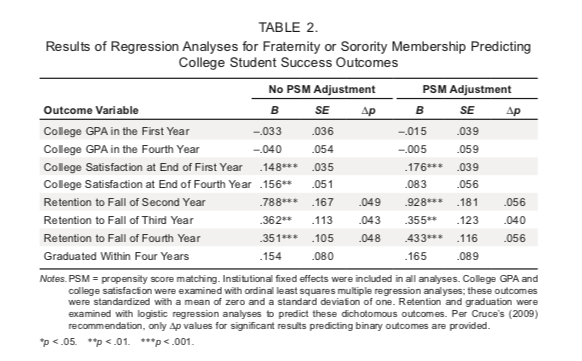 TABLE 2.
Results of Regression Analyses for Fraternity or Sorority Membership Predicting
College Student Success Outcomes
No PSM Adjustment PSM Adjustment
Outcome Variable B SE Δp B SE Δp
College GPA in the First Year –.033 .036 –.015 .039
College GPA in the Fourth Year –.040 .054 –.005 .059
College Satisfaction at End of First Year .148*** .035 .176*** .039
College Satisfaction at End of Fourth Year .156** .051 .083 .056
Retention to Fall of Second Year .788*** .167 .049 .928*** .181 .056
Retention to Fall of Third Year .362** .113 .043 .355** .123 .040
Retention to Fall of Fourth Year .351*** .105 .048 .433*** .116 .056
Graduated Within Four Years .154 .080 .165 .089
Notes. PSM = propensity score matching. Institutional fixed effects were included in all analyses. College GPA and
college satisfaction were examined with ordinal least squares multiple regression analyses; these outcomes
were standardized with a mean of zero and a standard deviation of one. Retention and graduation were
examined with logistic regression analyses to predict these dichotomous outcomes. Per Cruce's (2009)
recommendation, only Δp values for significant results predicting binary outcomes are provided.
*p < .05. **p < .01. ***p < .001.